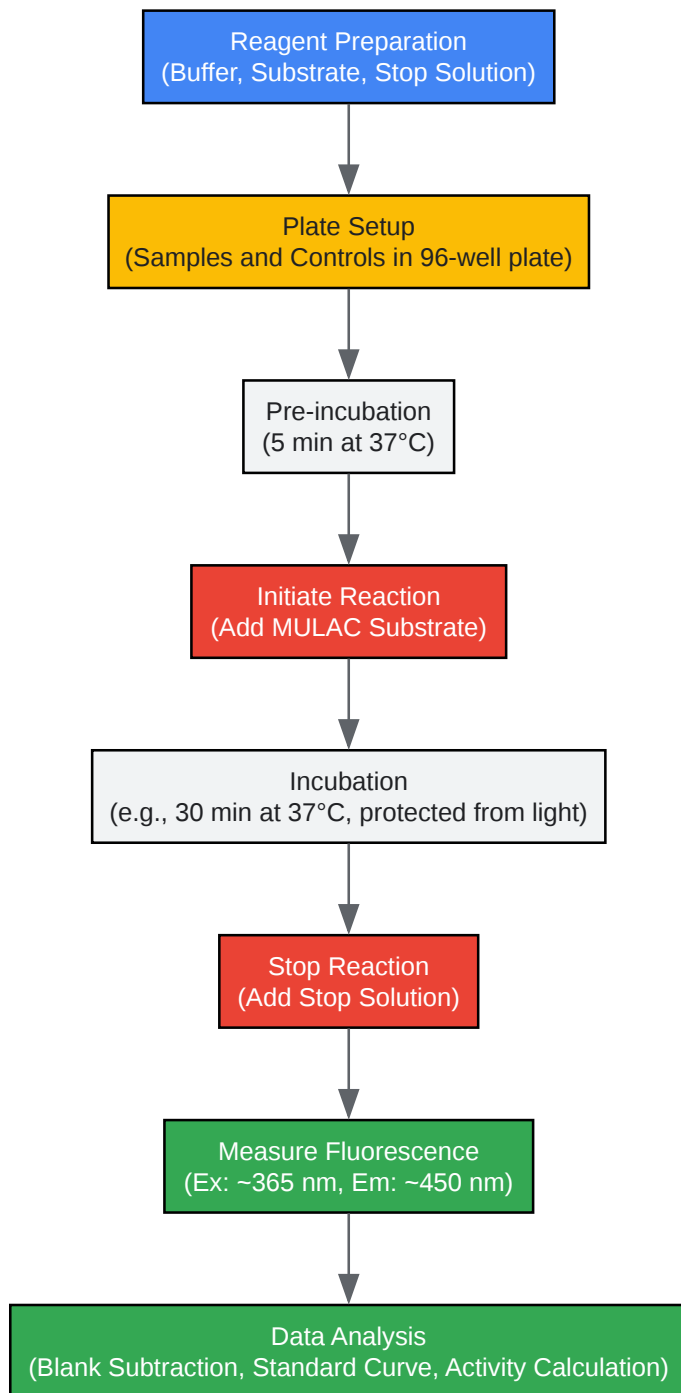 Reagent Preparation
(Buffer, Substrate, Stop Solution)
Plate Setup
(Samples and Controls in 96-well plate)
Pre-incubation
(5 min at 37°C)
Initiate Reaction
(Add MULAC Substrate)
Incubation
(e.g., 30 min at 37°C, protected from light)
Stop Reaction
(Add Stop Solution)
Measure Fluorescence
(Ex: ~365 nm, Em: ~450 nm)
Data Analysis
(Blank Subtraction, Standard Curve, Activity Calculation)